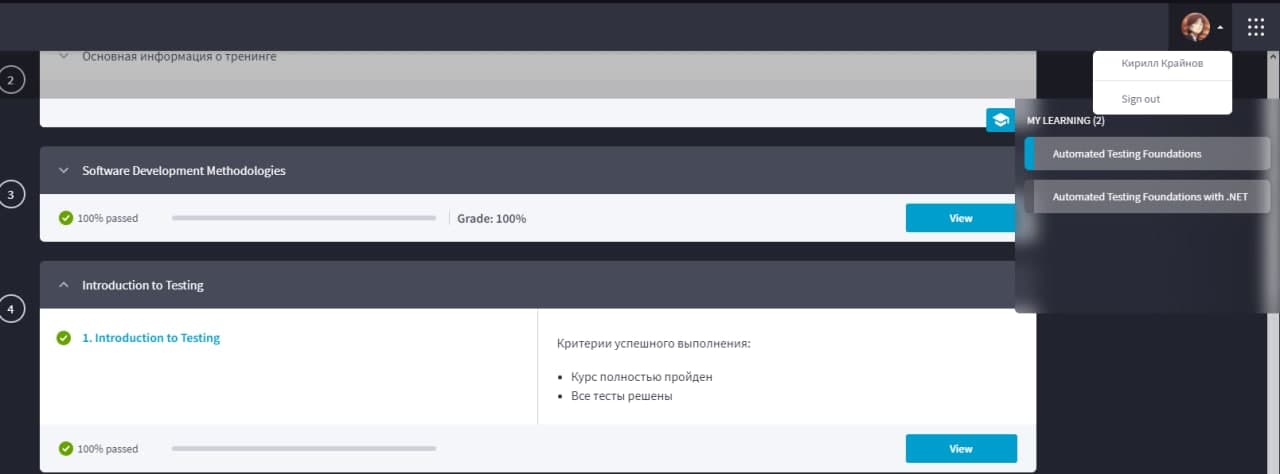 Кирилл Крайнов
Sign out
2
Основная информация о тренинге
MY LEARNING (2)
Automated Testing Foundations
Automated Testing Foundations with .NET
3
Software Development Methodologies
100% passed
Grade: 100%
View
4
Introduction to Testing
1. Introduction to Testing
Критерии успешного выполнения:
• Курс полностью пройден
• Все тесты решены
100% passed
View